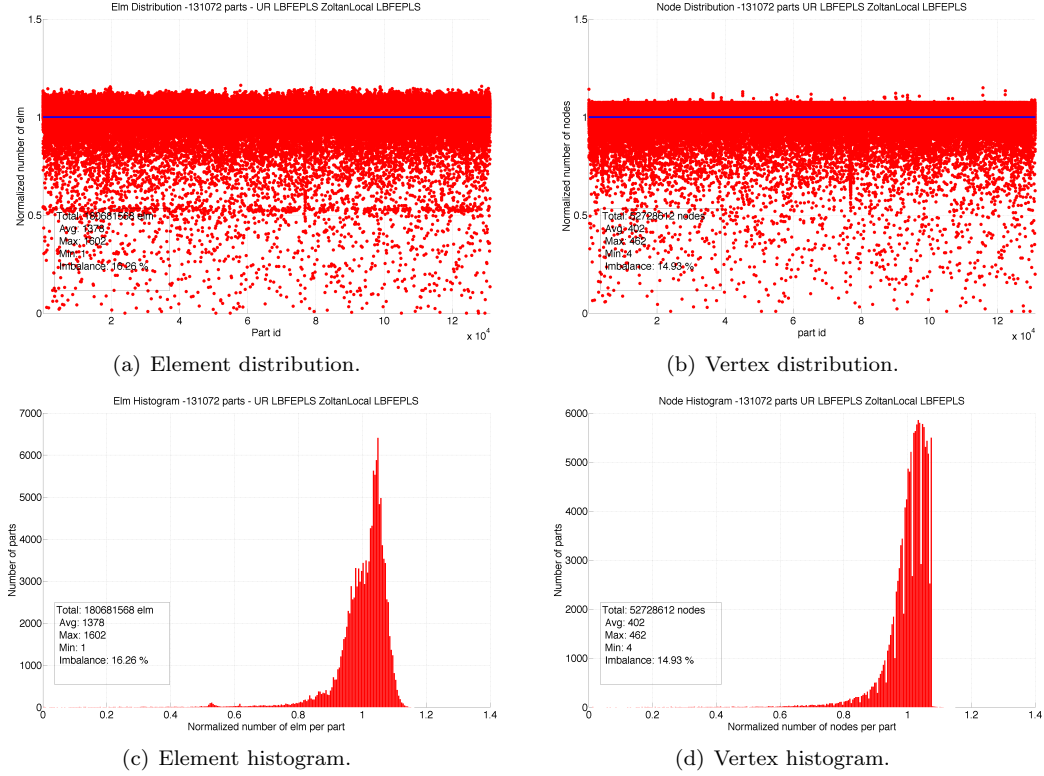 Elm Distribution -131072 parts - UR LBFEPLS ZoltanLocal LBFEPLS
1.5
1
0.5
0
Normalized number of elm
Total: 180681568 elm
Avg: 1378
Max: 1602
Min: 1
Imbalance: 16.26 %
2 4 6 8 10 12
x 10^4
Part id
(a) Element distribution.
Node Distribution -131072 parts UR LBFEPLS ZoltanLocal LBFEPLS
1.5
1
0.5
0
Normalized number of nodes
Total: 52728612 nodes
Avg: 402
Max: 462
Min: 4
Imbalance: 14.93 %
2 4 6 8 10 12
x 10^4
part id
(b) Vertex distribution.
Elm Histogram -131072 parts - UR LBFEPLS ZoltanLocal LBFEPLS
7000
6000
5000
4000
3000
2000
1000
0
Number of parts
Total: 180681568 elm
Avg: 1378
Max: 1602
Min: 1
Imbalance: 16.26 %
0 0.2 0.4 0.6 0.8 1 1.2 1.4
Normalized number of elm per part
(c) Element histogram.
Node Histogram -131072 parts UR LBFEPLS ZoltanLocal LBFEPLS
6000
5000
4000
3000
2000
1000
0
Number of parts
Total: 52728612 nodes
Avg: 402
Max: 462
Min: 4
Imbalance: 14.93 %
0 0.2 0.4 0.6 0.8 1 1.2 1.4
Normalized number of nodes per part
(d) Vertex histogram.